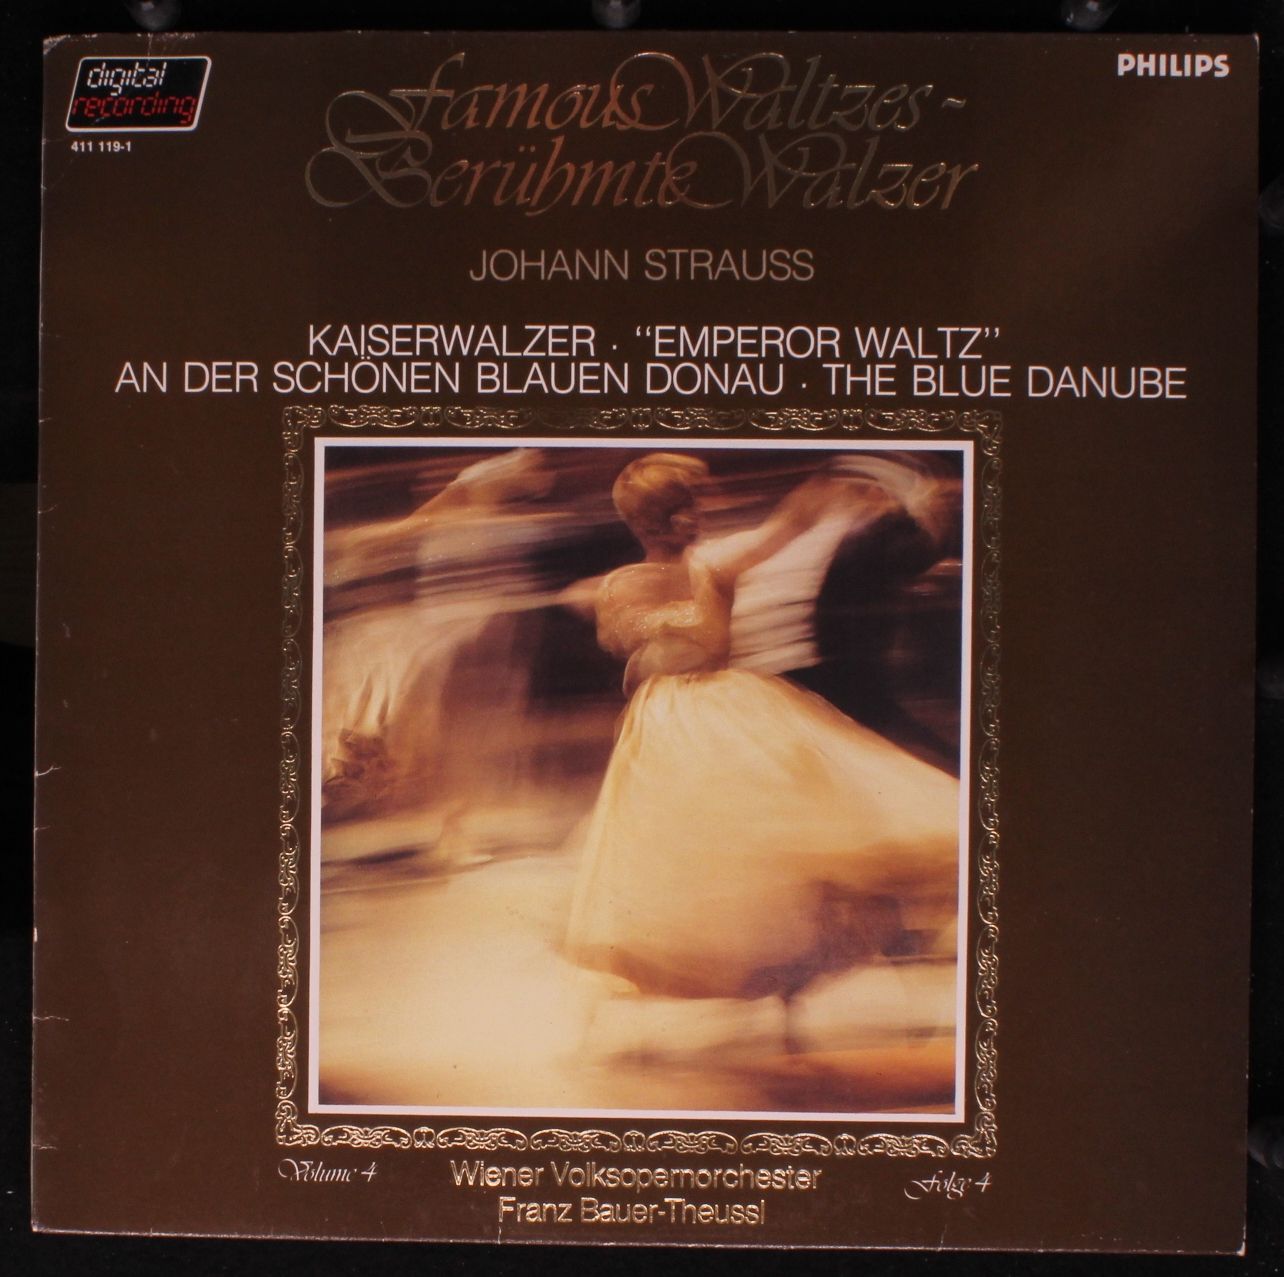 digital
recording
411 119-1
PHILIPS
Famous Waltzes -
Berühmte Walzer
JOHANN STRAUSS
KAISERWALZER · “EMPEROR WALTZ”
AN DER SCHÖNEN BLAUEN DONAU · THE BLUE DANUBE
Volume 4
Wiener Volksopernorchester
Franz Bauer-Theussl
Folge 4